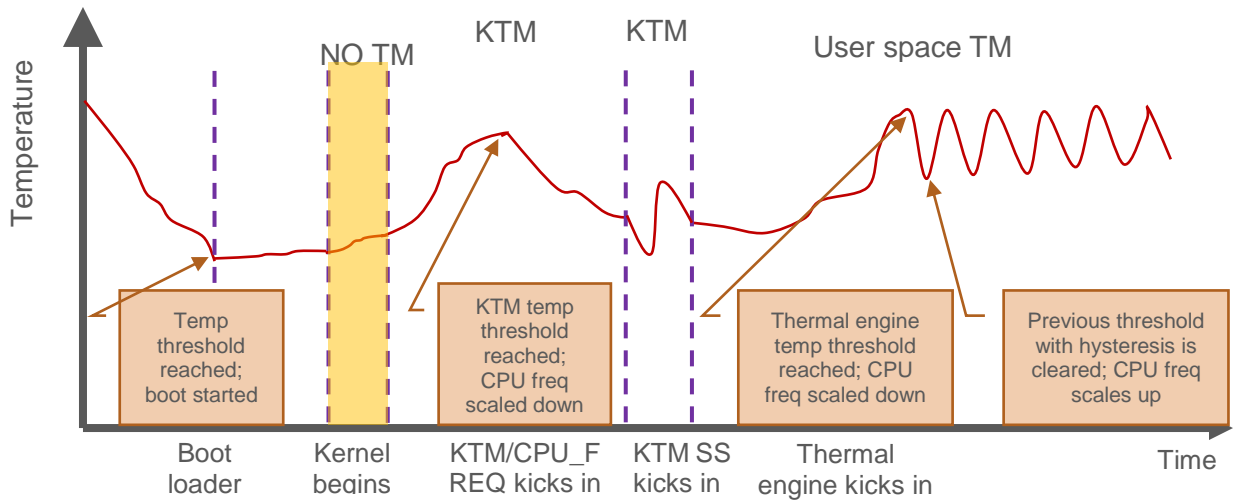 KTM
KTM
NO TM
User space TM
Temperature
Temp
threshold
reached;
boot started
KTM temp
threshold
reached;
CPU freq
scaled down
Thermal engine
temp threshold
reached; CPU
freq scaled down
Previous threshold
with hysteresis is
cleared; CPU freq
scales up
Boot
loader
Kernel
begins
KTM/CPU_F
REQ kicks in
KTM SS
kicks in
Thermal
engine kicks in
Time